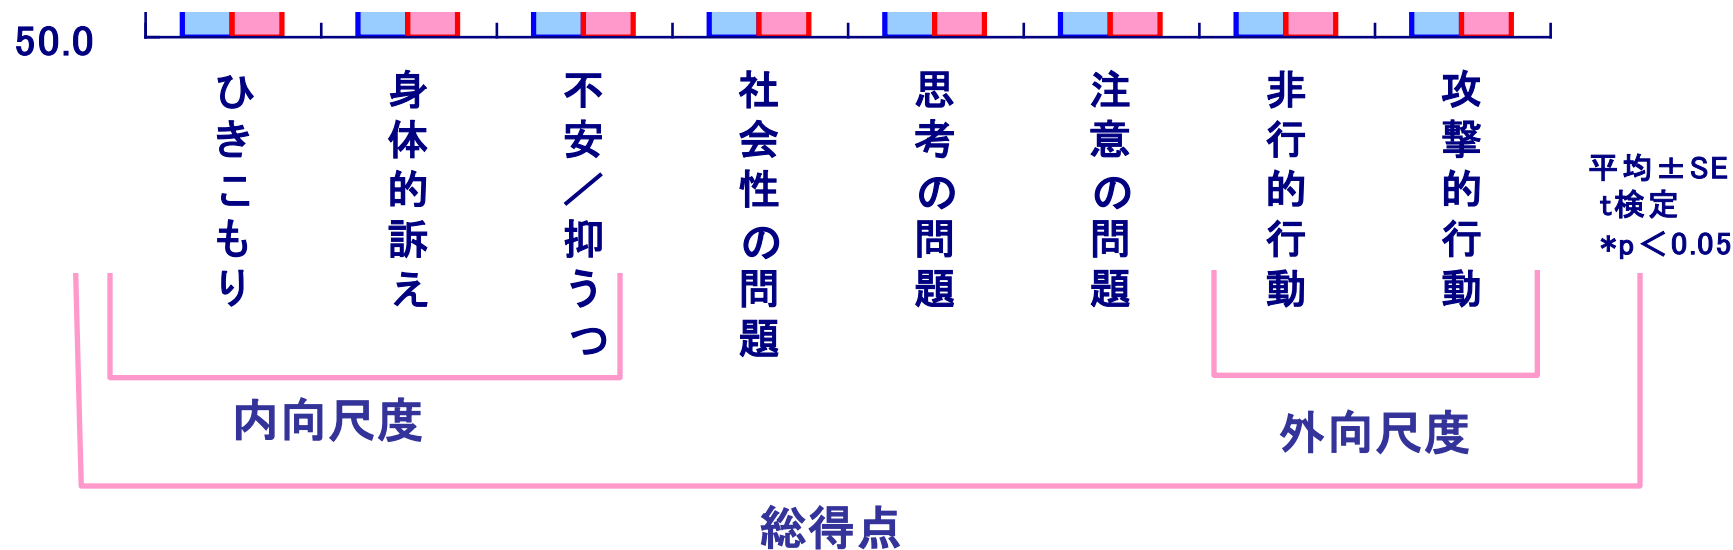 50.0
ひきこもり
身体的訴え
不安／抑うつ
社会性の問題
思考の問題
注意の問題
非行的行動
攻撃的行動
平均±SE
t検定
*p＜0.05
内向尺度
外向尺度
総得点